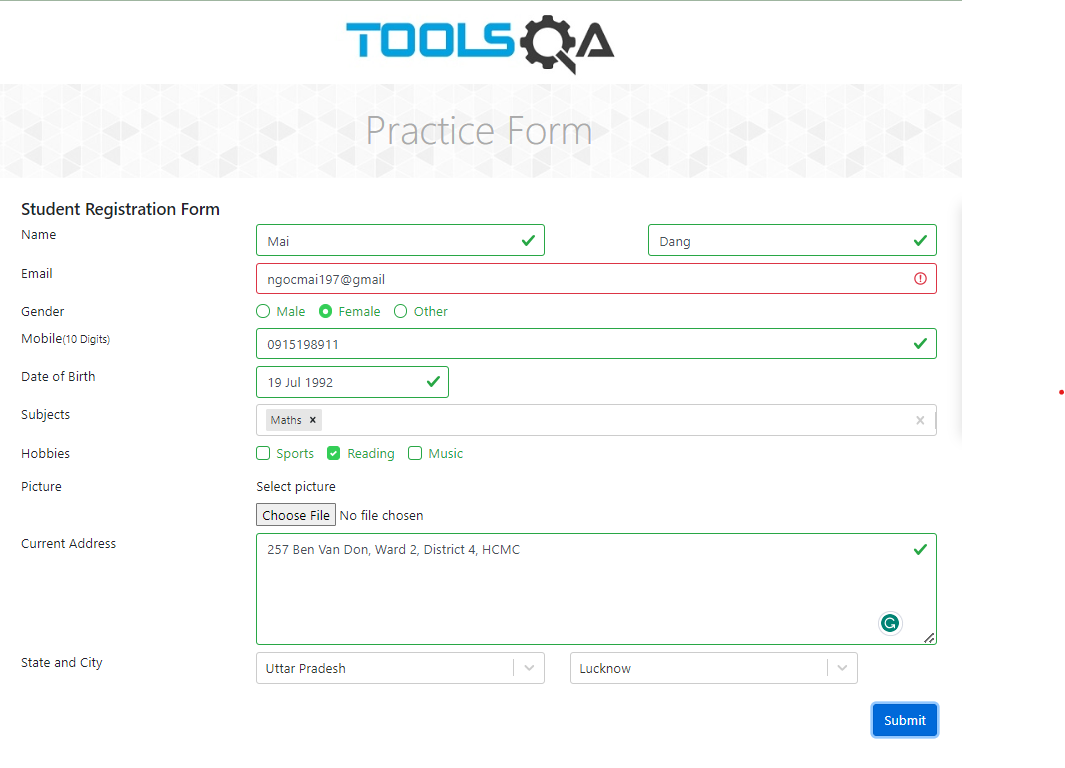 TOOLSQA
Practice Form
Student Registration Form
Name Mai Dang
Email ngocmai197@gmail
Gender Male Female Other
Mobile(10 Digits) 0915198911
Date of Birth 19 Jul 1992
Subjects Maths
Hobbies Sports Reading Music
Picture Select picture
Choose File No file chosen
Current Address 257 Ben Van Don, Ward 2, District 4, HCMC
State and City Uttar Pradesh Lucknow
Submit